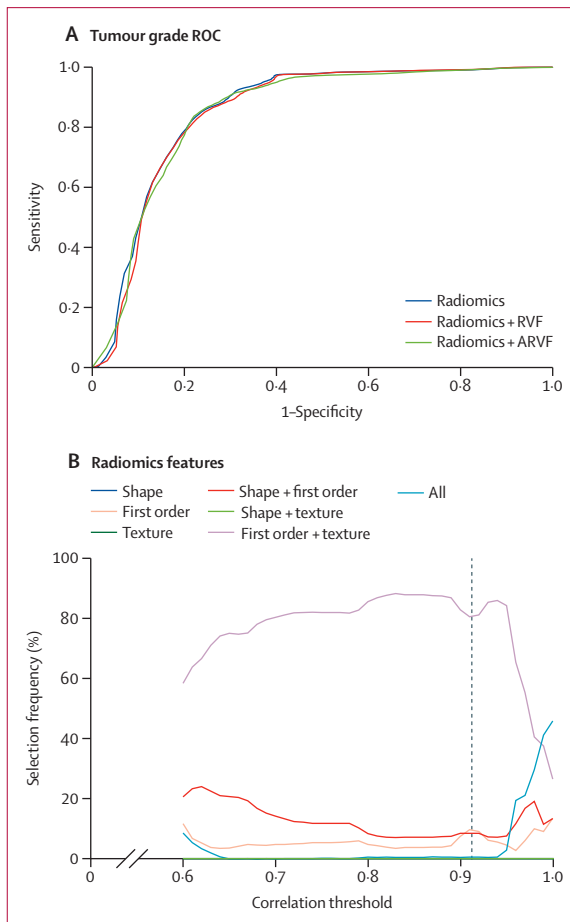 A Tumour grade ROC
1·0
0·8
0·6
0·4
0·2
0
Sensitivity
Radiomics
Radiomics + RVF
Radiomics + ARVF
0 0·2 0·4 0·6 0·8 1·0
1–Specificity
B Radiomics features
Shape Shape + first order All
First order Shape + texture
Texture First order + texture
100
80
60
40
20
0
Selection frequency (%)
0 0·6 0·7 0·8 0·9 1·0
Correlation threshold